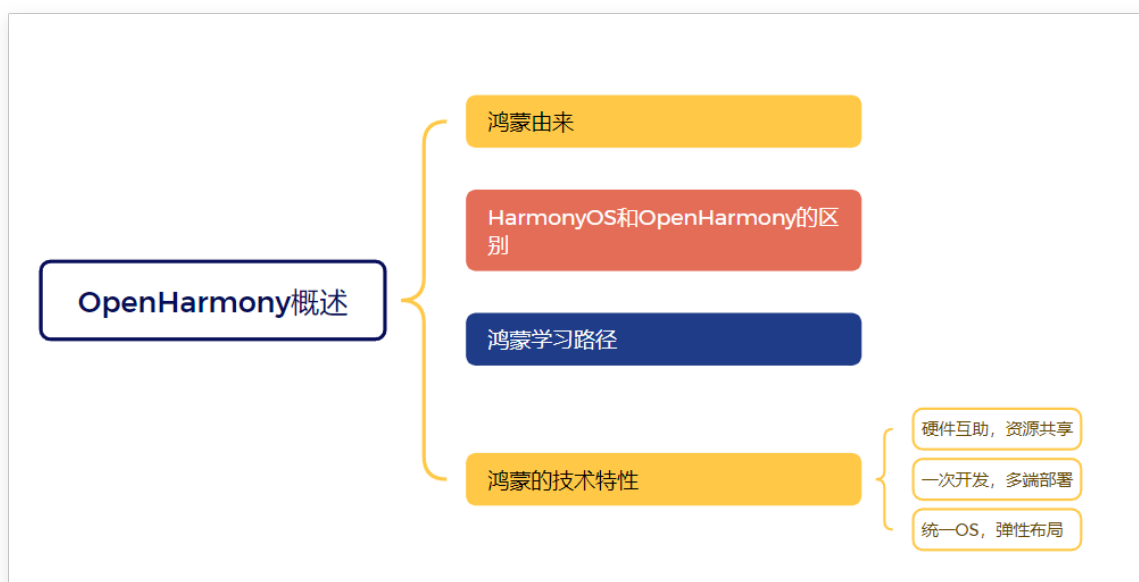 OpenHarmony概述
鸿蒙由来
HarmonyOS和OpenHarmony的区
别
鸿蒙学习路径
鸿蒙的技术特性
硬件互助，资源共享
一次开发，多端部署
统一OS，弹性布局